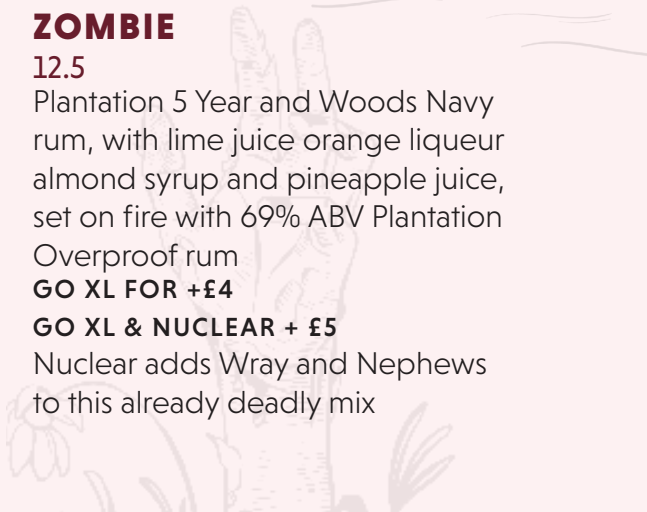 ZOMBIE
12.5
Plantation 5 Year and Woods Navy
rum, with lime juice orange liqueur
almond syrup and pineapple juice,
set on fire with 69% ABV Plantation
Overproof rum
GO XL FOR +£4
GO XL & NUCLEAR + £5
Nuclear adds Wray and Nephews
to this already deadly mix